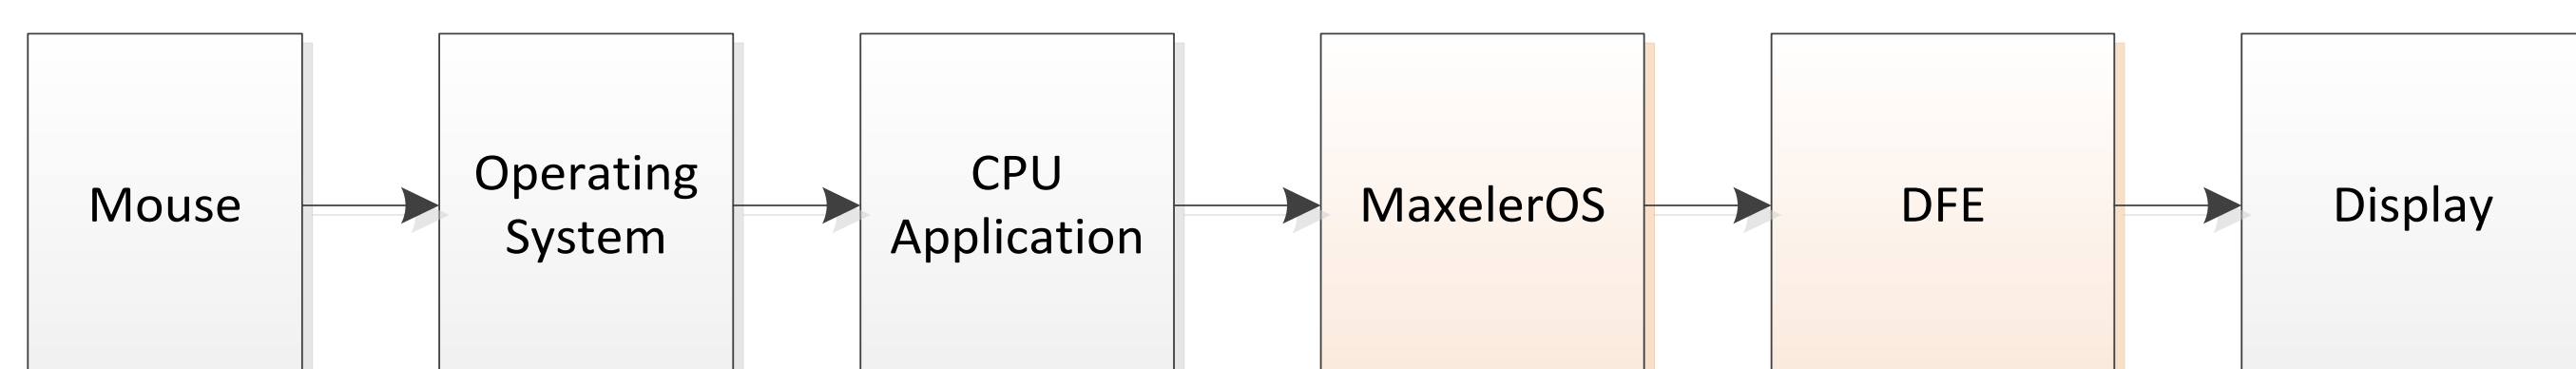 Mouse
Operating
System
CPU
Application
MaxelerOS
DFE
Display